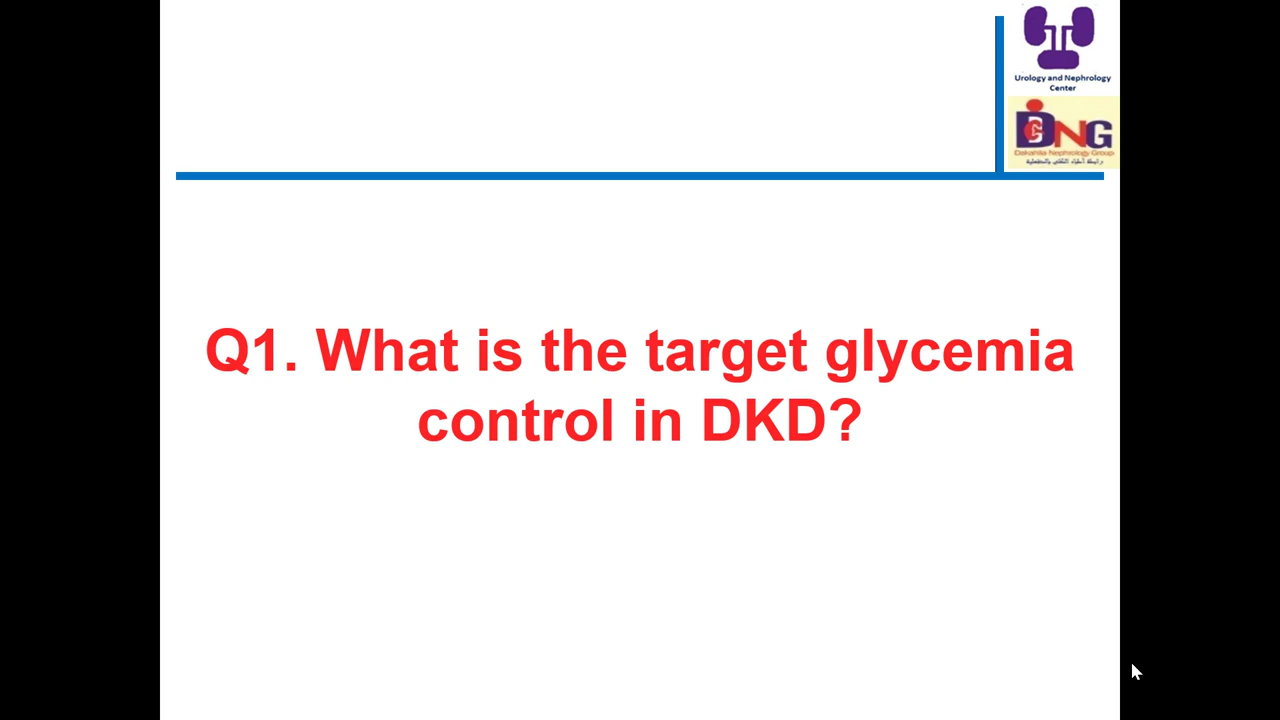 Urology and Nephrology
Center
DNG
Dakahlia Nephrology Group
Q1. What is the target glycemia
control in DKD?